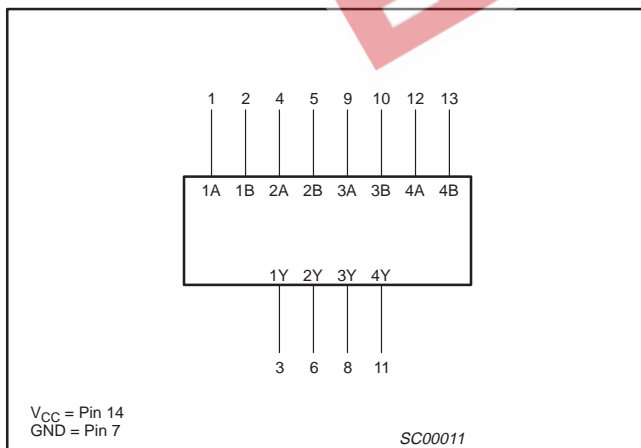 1 2 4 5 9 10 12 13
1A 1B 2A 2B 3A 3B 4A 4B
1Y 2Y 3Y 4Y
3 6 8 11
VCC = Pin 14
GND = Pin 7
SC00011